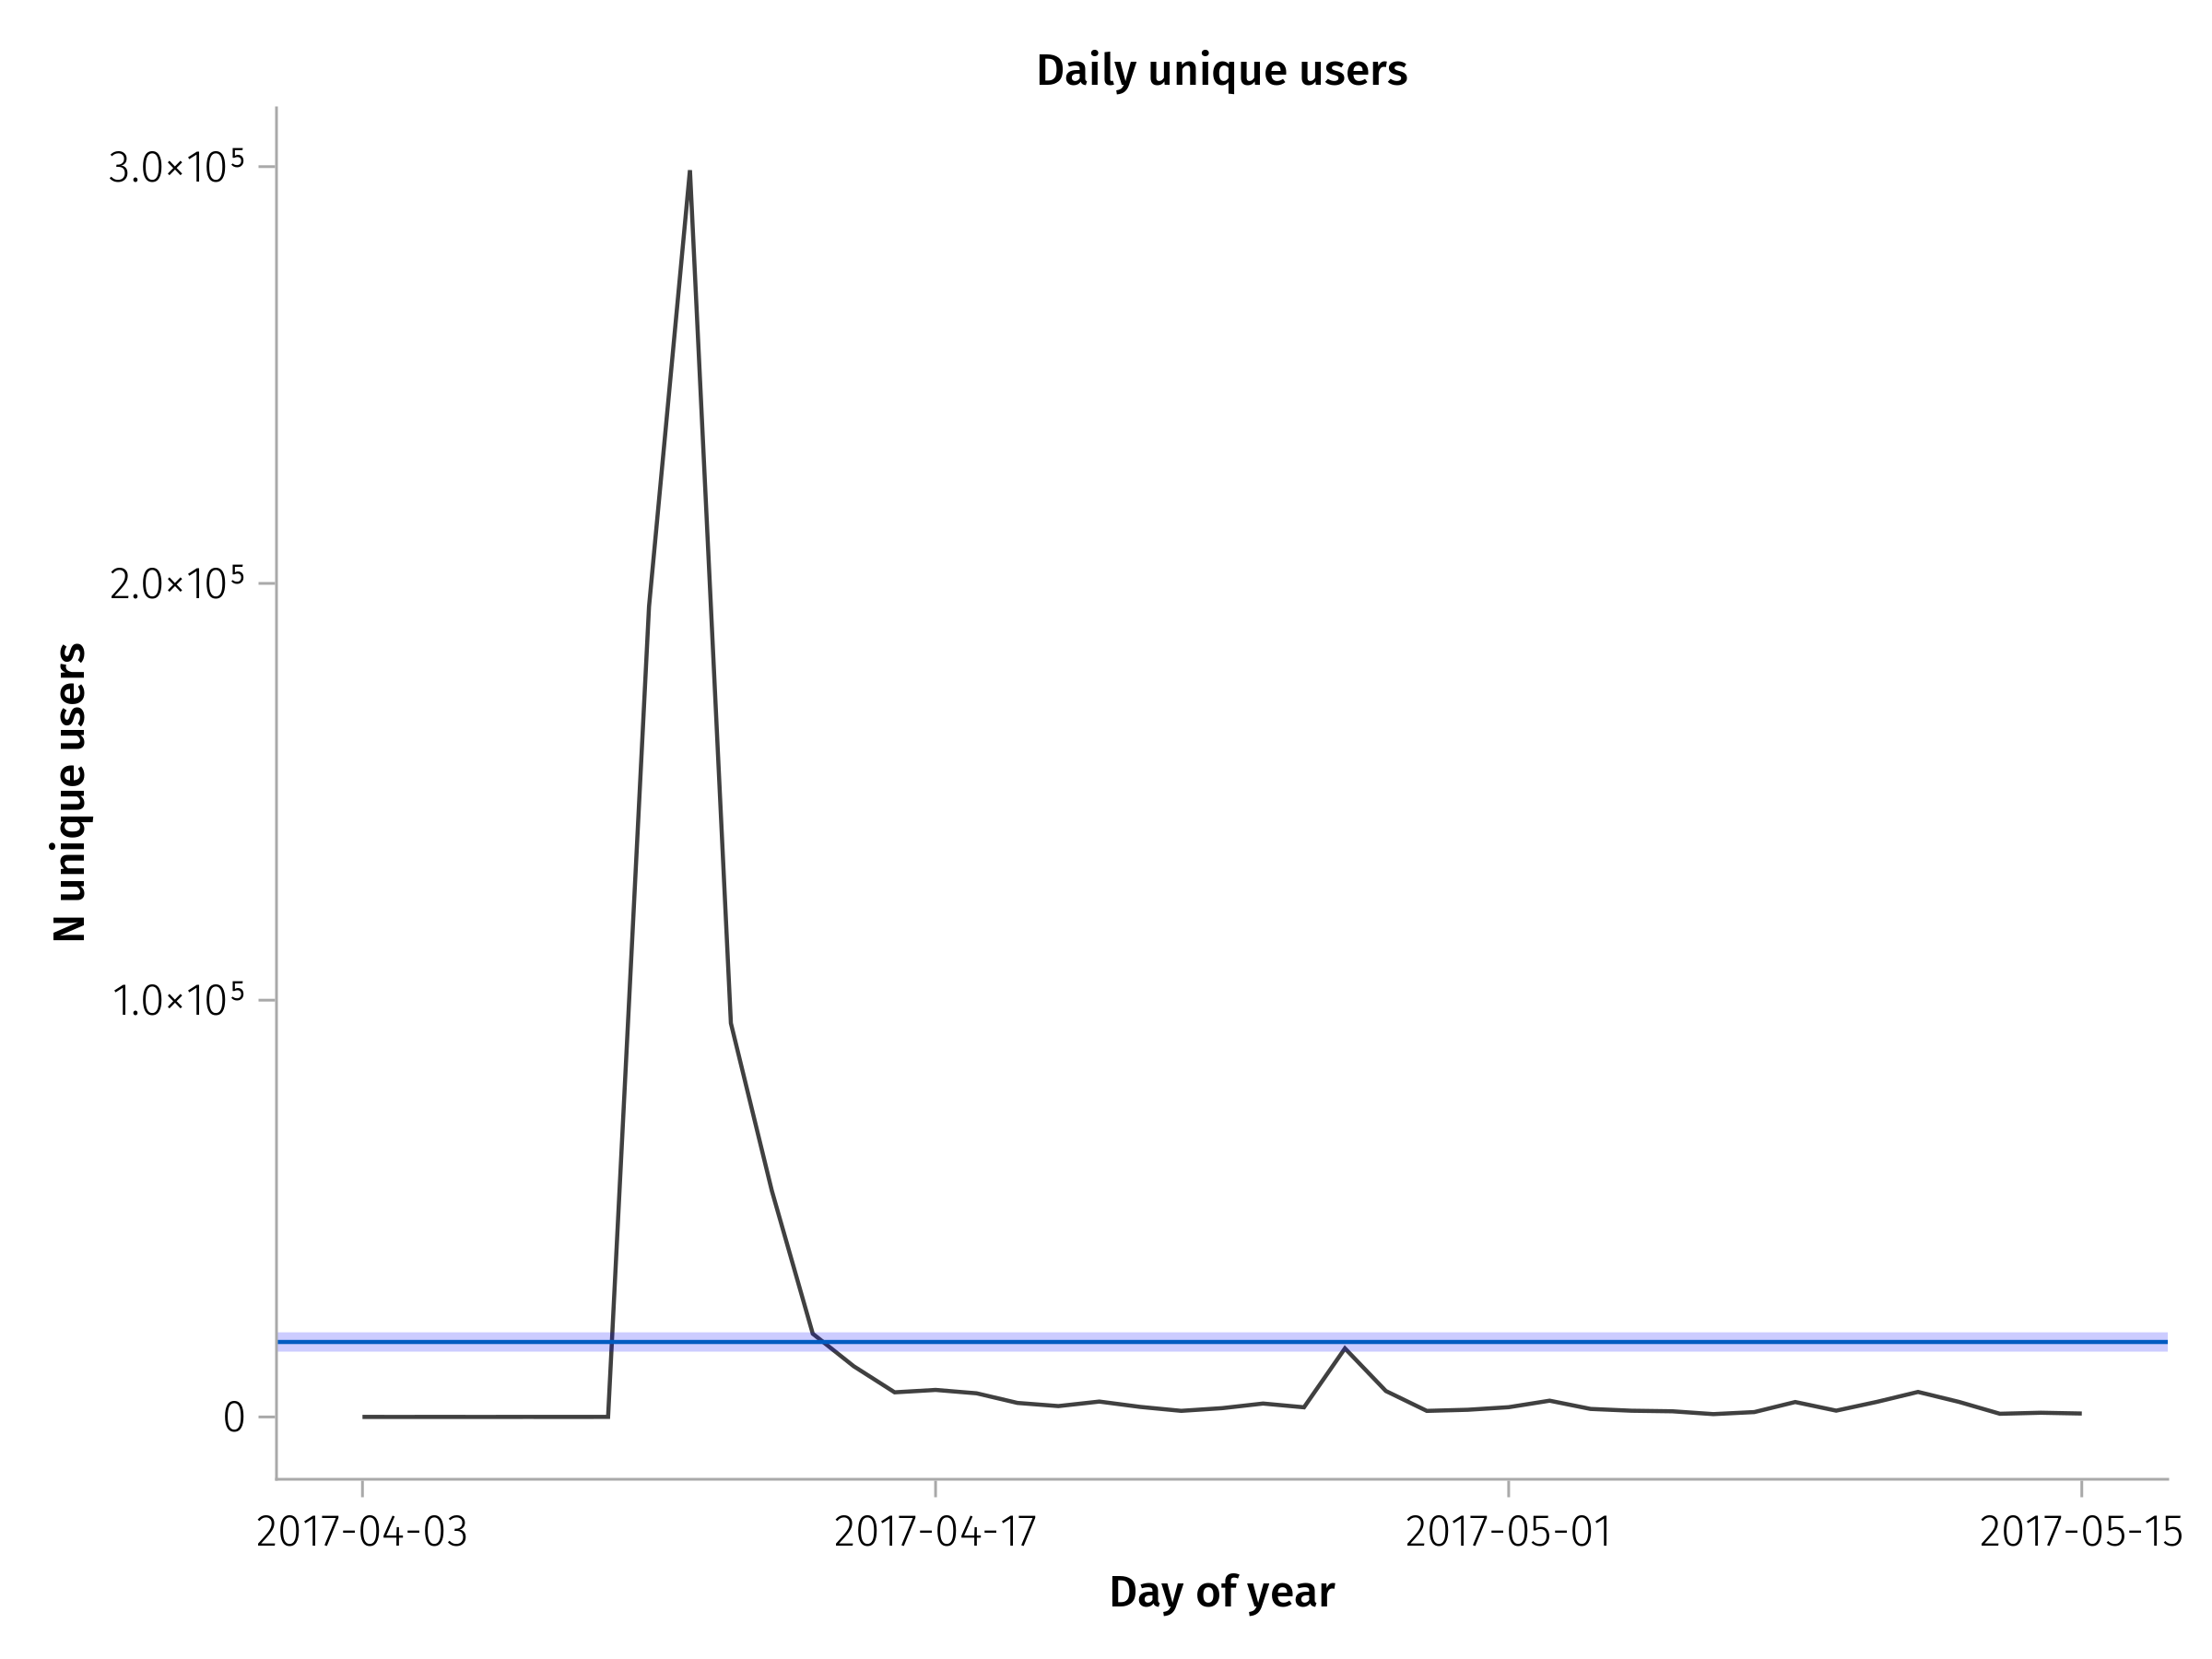 Daily unique users
3.0×10⁵
2.0×10⁵
1.0×10⁵
0
N unique users
2017-04-03
2017-04-17
2017-05-01
2017-05-15
Day of year